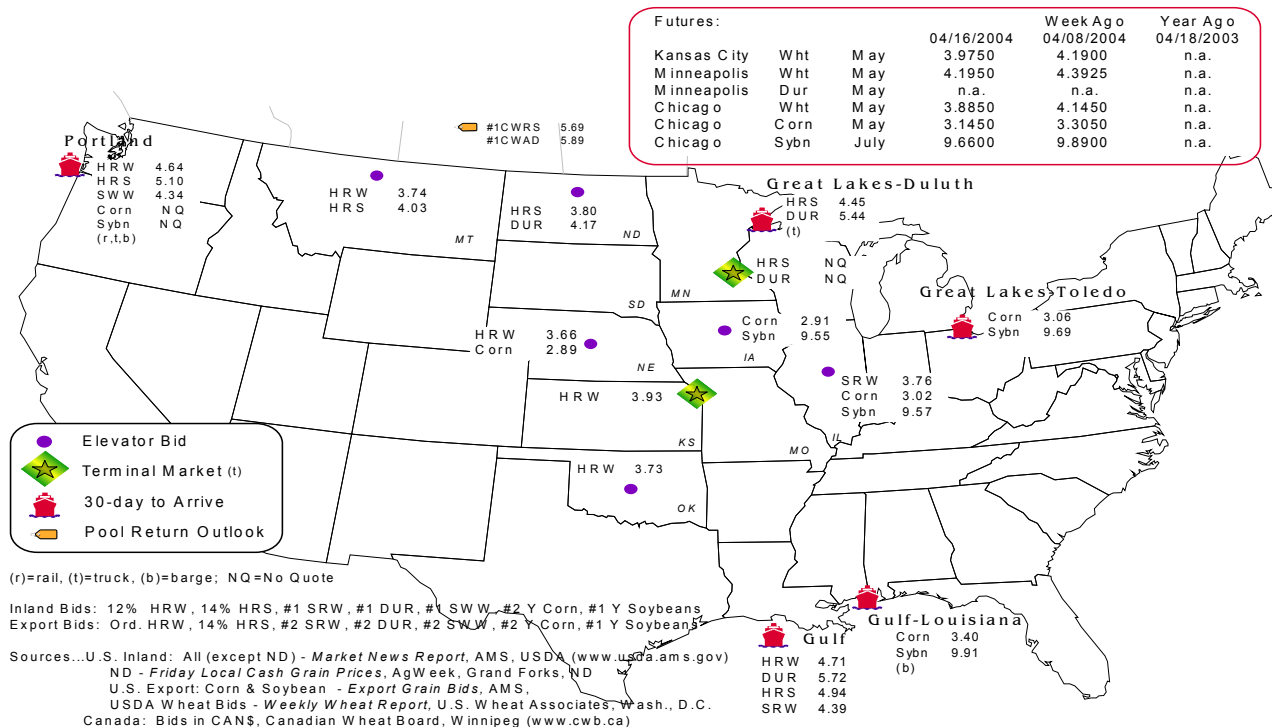 Futures: Week Ago Year Ago
04/16/2004 04/08/2004 04/18/2003
Kansas City Wht May 3.9750 4.1900 n.a.
Minneapolis Wht May 4.1950 4.3925 n.a.
Minneapolis Dur May n.a. n.a. n.a.
Chicago Wht May 3.8850 4.1450 n.a.
Chicago Corn May 3.1450 3.3050 n.a.
Chicago Sybn July 9.6600 9.8900 n.a.
#1CWRS 5.69
#1CWAD 5.89
Portland
HRW 4.64
HRS 5.10
SWW 4.34
Corn NQ
Sybn NQ
(r,t,b)
HRW 3.74
HRS 4.03
MT
HRS 3.80
DUR 4.17
ND
Great Lakes-Duluth
HRS 4.45
DUR 5.44
(t)
HRS NQ
DUR NQ
MN
SD
Great Lakes-Toledo
Corn 3.06
Sybn 9.69
HRW 3.66
Corn 2.89
NE
Corn 2.91
Sybn 9.55
IA
SRW 3.76
Corn 3.02
Sybn 9.57
IL
HRW 3.93
KS
MO
HRW 3.73
OK
Elevator Bid
Terminal Market (t)
30-day to Arrive
Pool Return Outlook
Gulf-Louisiana
Corn 3.40
Sybn 9.91
(b)
Gulf
HRW 4.71
DUR 5.72
HRS 4.94
SRW 4.39
(r)=rail, (t)=truck, (b)=barge; NQ=No Quote
Inland Bids: 12% HRW, 14% HRS, #1 SRW, #1 DUR, #1 SWW, #2 Y Corn, #1 Y Soybeans
Export Bids: Ord. HRW, 14% HRS, #2 SRW, #2 DUR, #2 SWW, #2 Y Corn, #1 Y Soybeans
Sources...U.S. Inland: All (except ND) - Market News Report, AMS, USDA (www.usda.ams.gov)
ND - Friday Local Cash Grain Prices, AgWeek, Grand Forks, ND
U.S. Export: Corn & Soybean - Export Grain Bids, AMS,
USDA Wheat Bids - Weekly Wheat Report, U.S. Wheat Associates, Wash., D.C.
Canada: Bids in CAN$, Canadian Wheat Board, Winnipeg (www.cwb.ca)